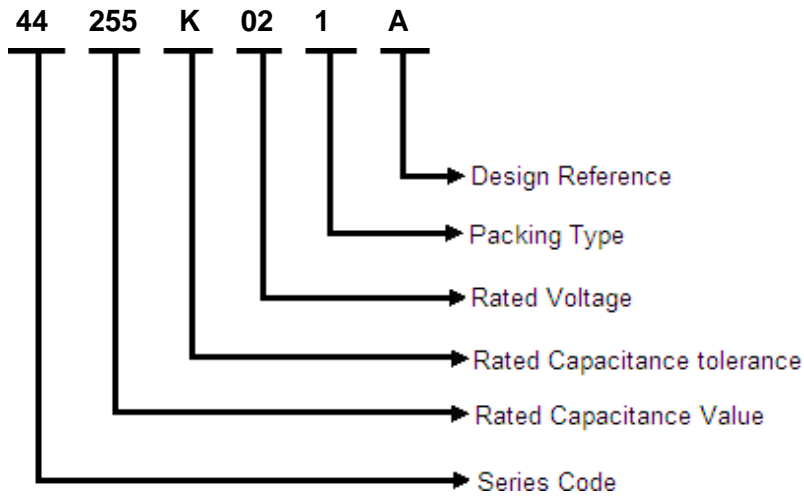 44 255 K 02 1 A
Design Reference
Packing Type
Rated Voltage
Rated Capacitance tolerance
Rated Capacitance Value
Series Code